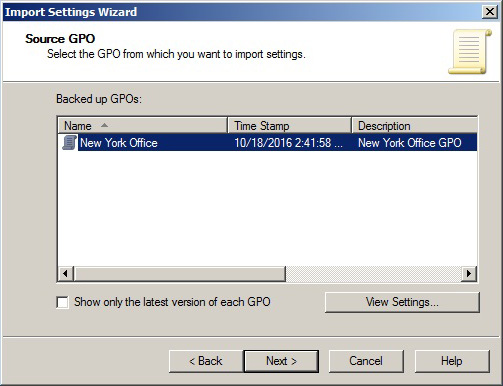 Import Settings Wizard
Source GPO
Select the GPO from which you want to import settings.
Backed up GPOs:
Name Time Stamp Description
New York Office 10/18/2016 2:41:58 ... New York Office GPO
Show only the latest version of each GPO View Settings...
< Back Next > Cancel Help